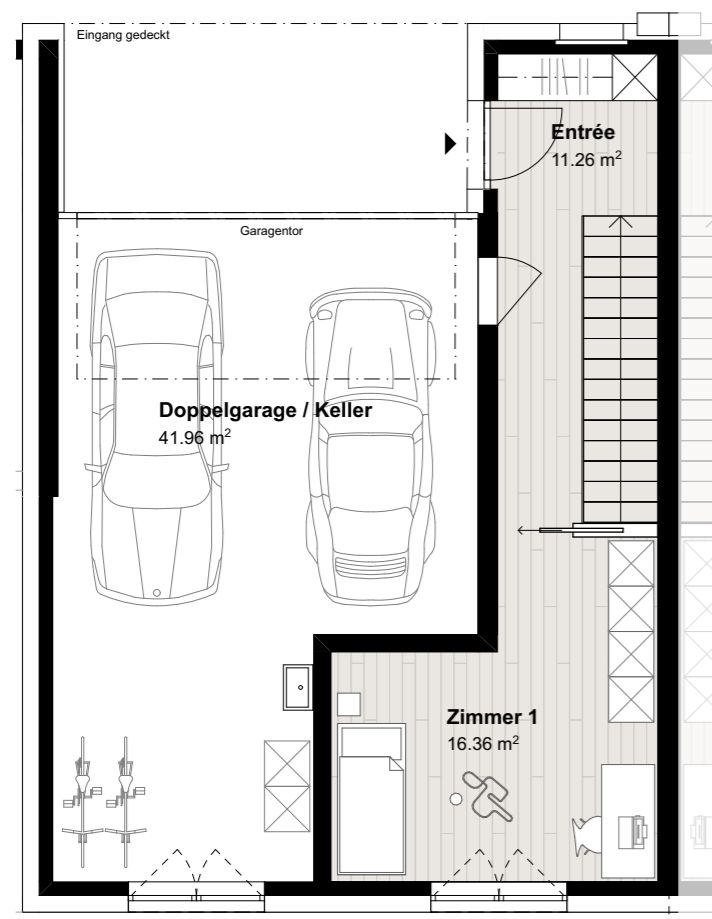 Eingang gedeckt
Entrée
11.26 m²
Garagentor
Doppelgarage / Keller
41.96 m²
Zimmer 1
16.36 m²